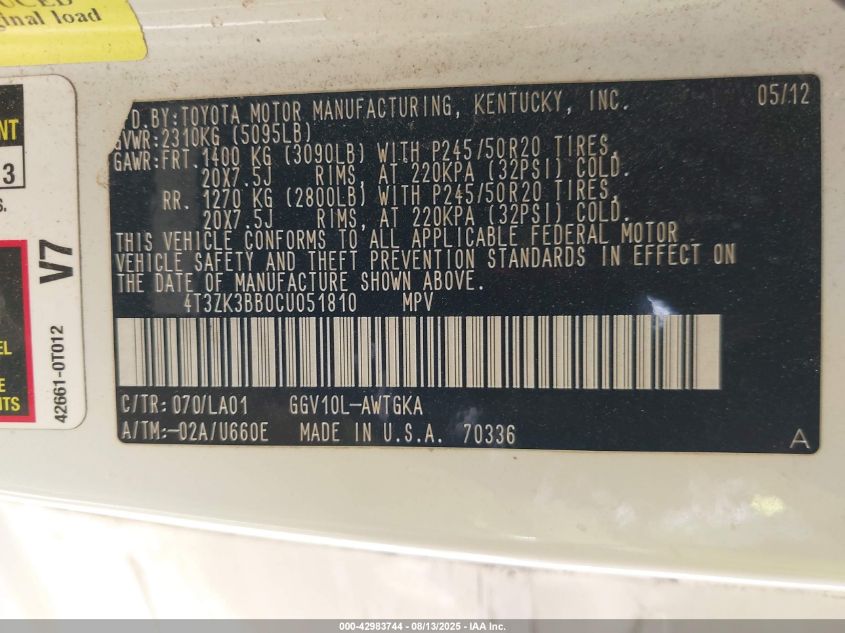 UCED
ginal load
NT
3
S.
V7
42661-0T012
EL
E
NTS
D. BY: TOYOTA MOTOR MANUFACTURING, KENTUCKY, INC. 05/12
GVWR: 2310KG (5095LB)
GAWR: FRT. 1400 KG (3090LB) WITH P245/50R20 TIRES,
20X7.5J RIMS, AT 220KPA (32PSI) COLD.
RR. 1270 KG (2800LB) WITH P245/50R20 TIRES,
20X7.5J RIMS, AT 220KPA (32PSI) COLD.
THIS VEHICLE CONFORMS TO ALL APPLICABLE FEDERAL MOTOR
VEHICLE SAFETY AND THEFT PREVENTION STANDARDS IN EFFECT ON
THE DATE OF MANUFACTURE SHOWN ABOVE.
4T3ZK3BB0CU051810 MPV
C/TR: 070/LA01 GGV10L-AWTGKA
A/TM:-02A/U660E MADE IN U.S.A. 70336 A
000-42983744 - 08/13/2025 - IAA Inc.